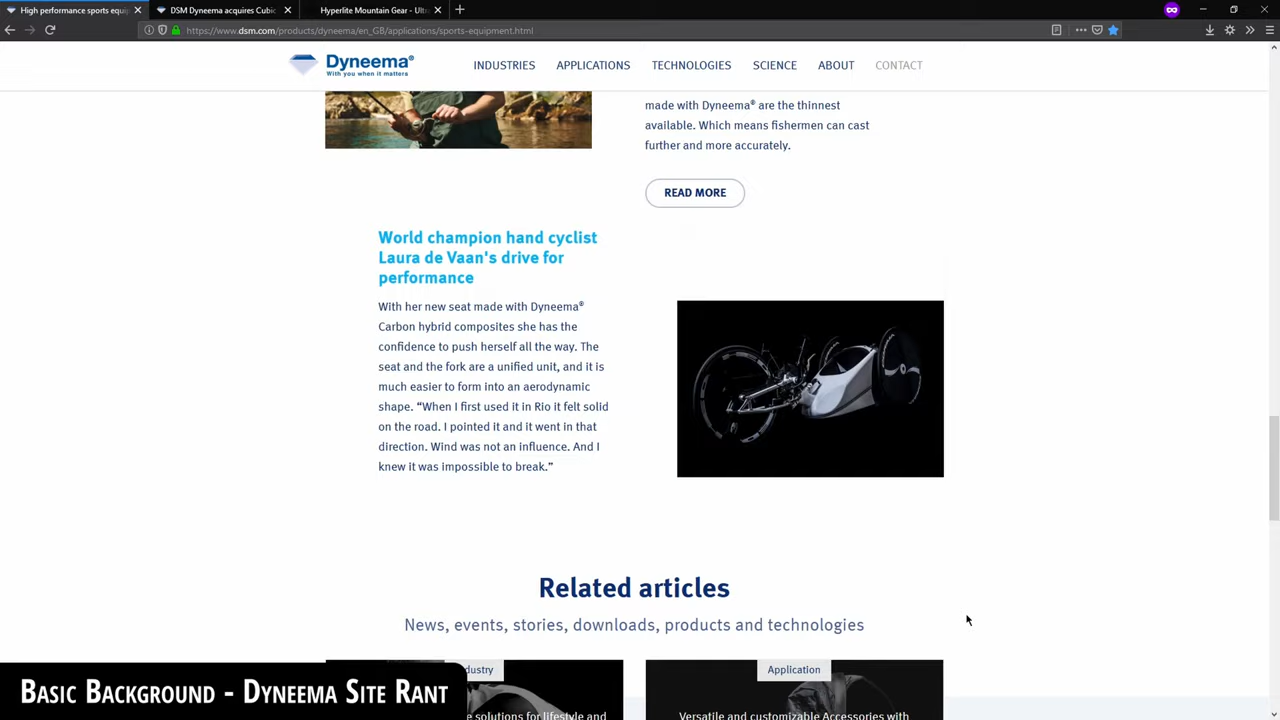 High performance sports equip
DSM Dyneema acquires Cubic
Hyperlite Mountain Gear - Ultr
https://www.dsm.com/products/dyneema/en_GB/applications/sports-equipment.html
Dyneema®
With you when it matters
INDUSTRIES
APPLICATIONS
TECHNOLOGIES
SCIENCE
ABOUT
CONTACT
made with Dyneema® are the thinnest
available. Which means fishermen can cast
further and more accurately.
READ MORE
World champion hand cyclist
Laura de Vaan's drive for
performance
With her new seat made with Dyneema®
Carbon hybrid composites she has the
confidence to push herself all the way. The
seat and the fork are a unified unit, and it is
much easier to form into an aerodynamic
shape. “When I first used it in Rio it felt solid
on the road. I pointed it and it went in that
direction. Wind was not an influence. And I
knew it was impossible to break.”
Related articles
News, events, stories, downloads, products and technologies
dustry
Application
e solutions for lifestyle and
Versatile and customizable Accessories with
Basic Background - Dyneema Site Rant